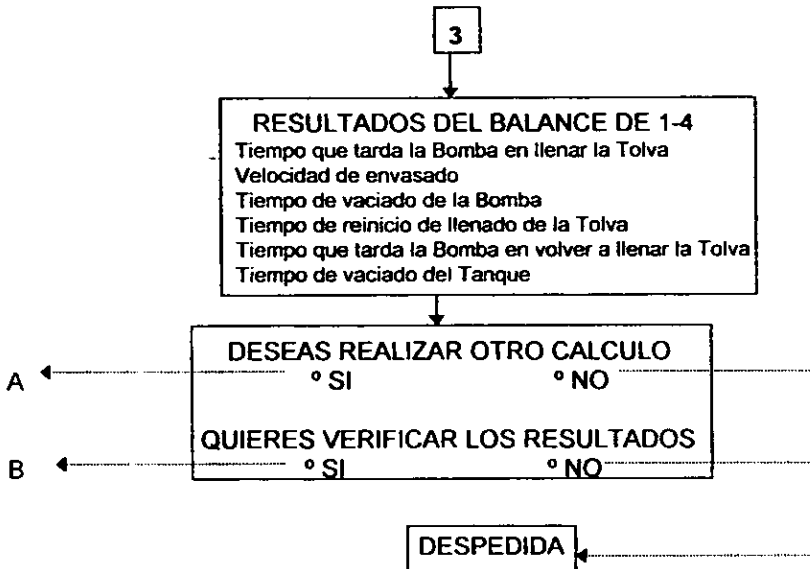 3
RESULTADOS DEL BALANCE DE 1-4
Tiempo que tarda la Bomba en llenar la Tolva
Velocidad de envasado
Tiempo de vaciado de la Bomba
Tiempo de reinicio de llenado de la Tolva
Tiempo que tarda la Bomba en volver a llenar la Tolva
Tiempo de vaciado del Tanque
DESEAS REALIZAR OTRO CALCULO
A º SI º NO
QUIERES VERIFICAR LOS RESULTADOS
B º SI º NO
DESPEDIDA